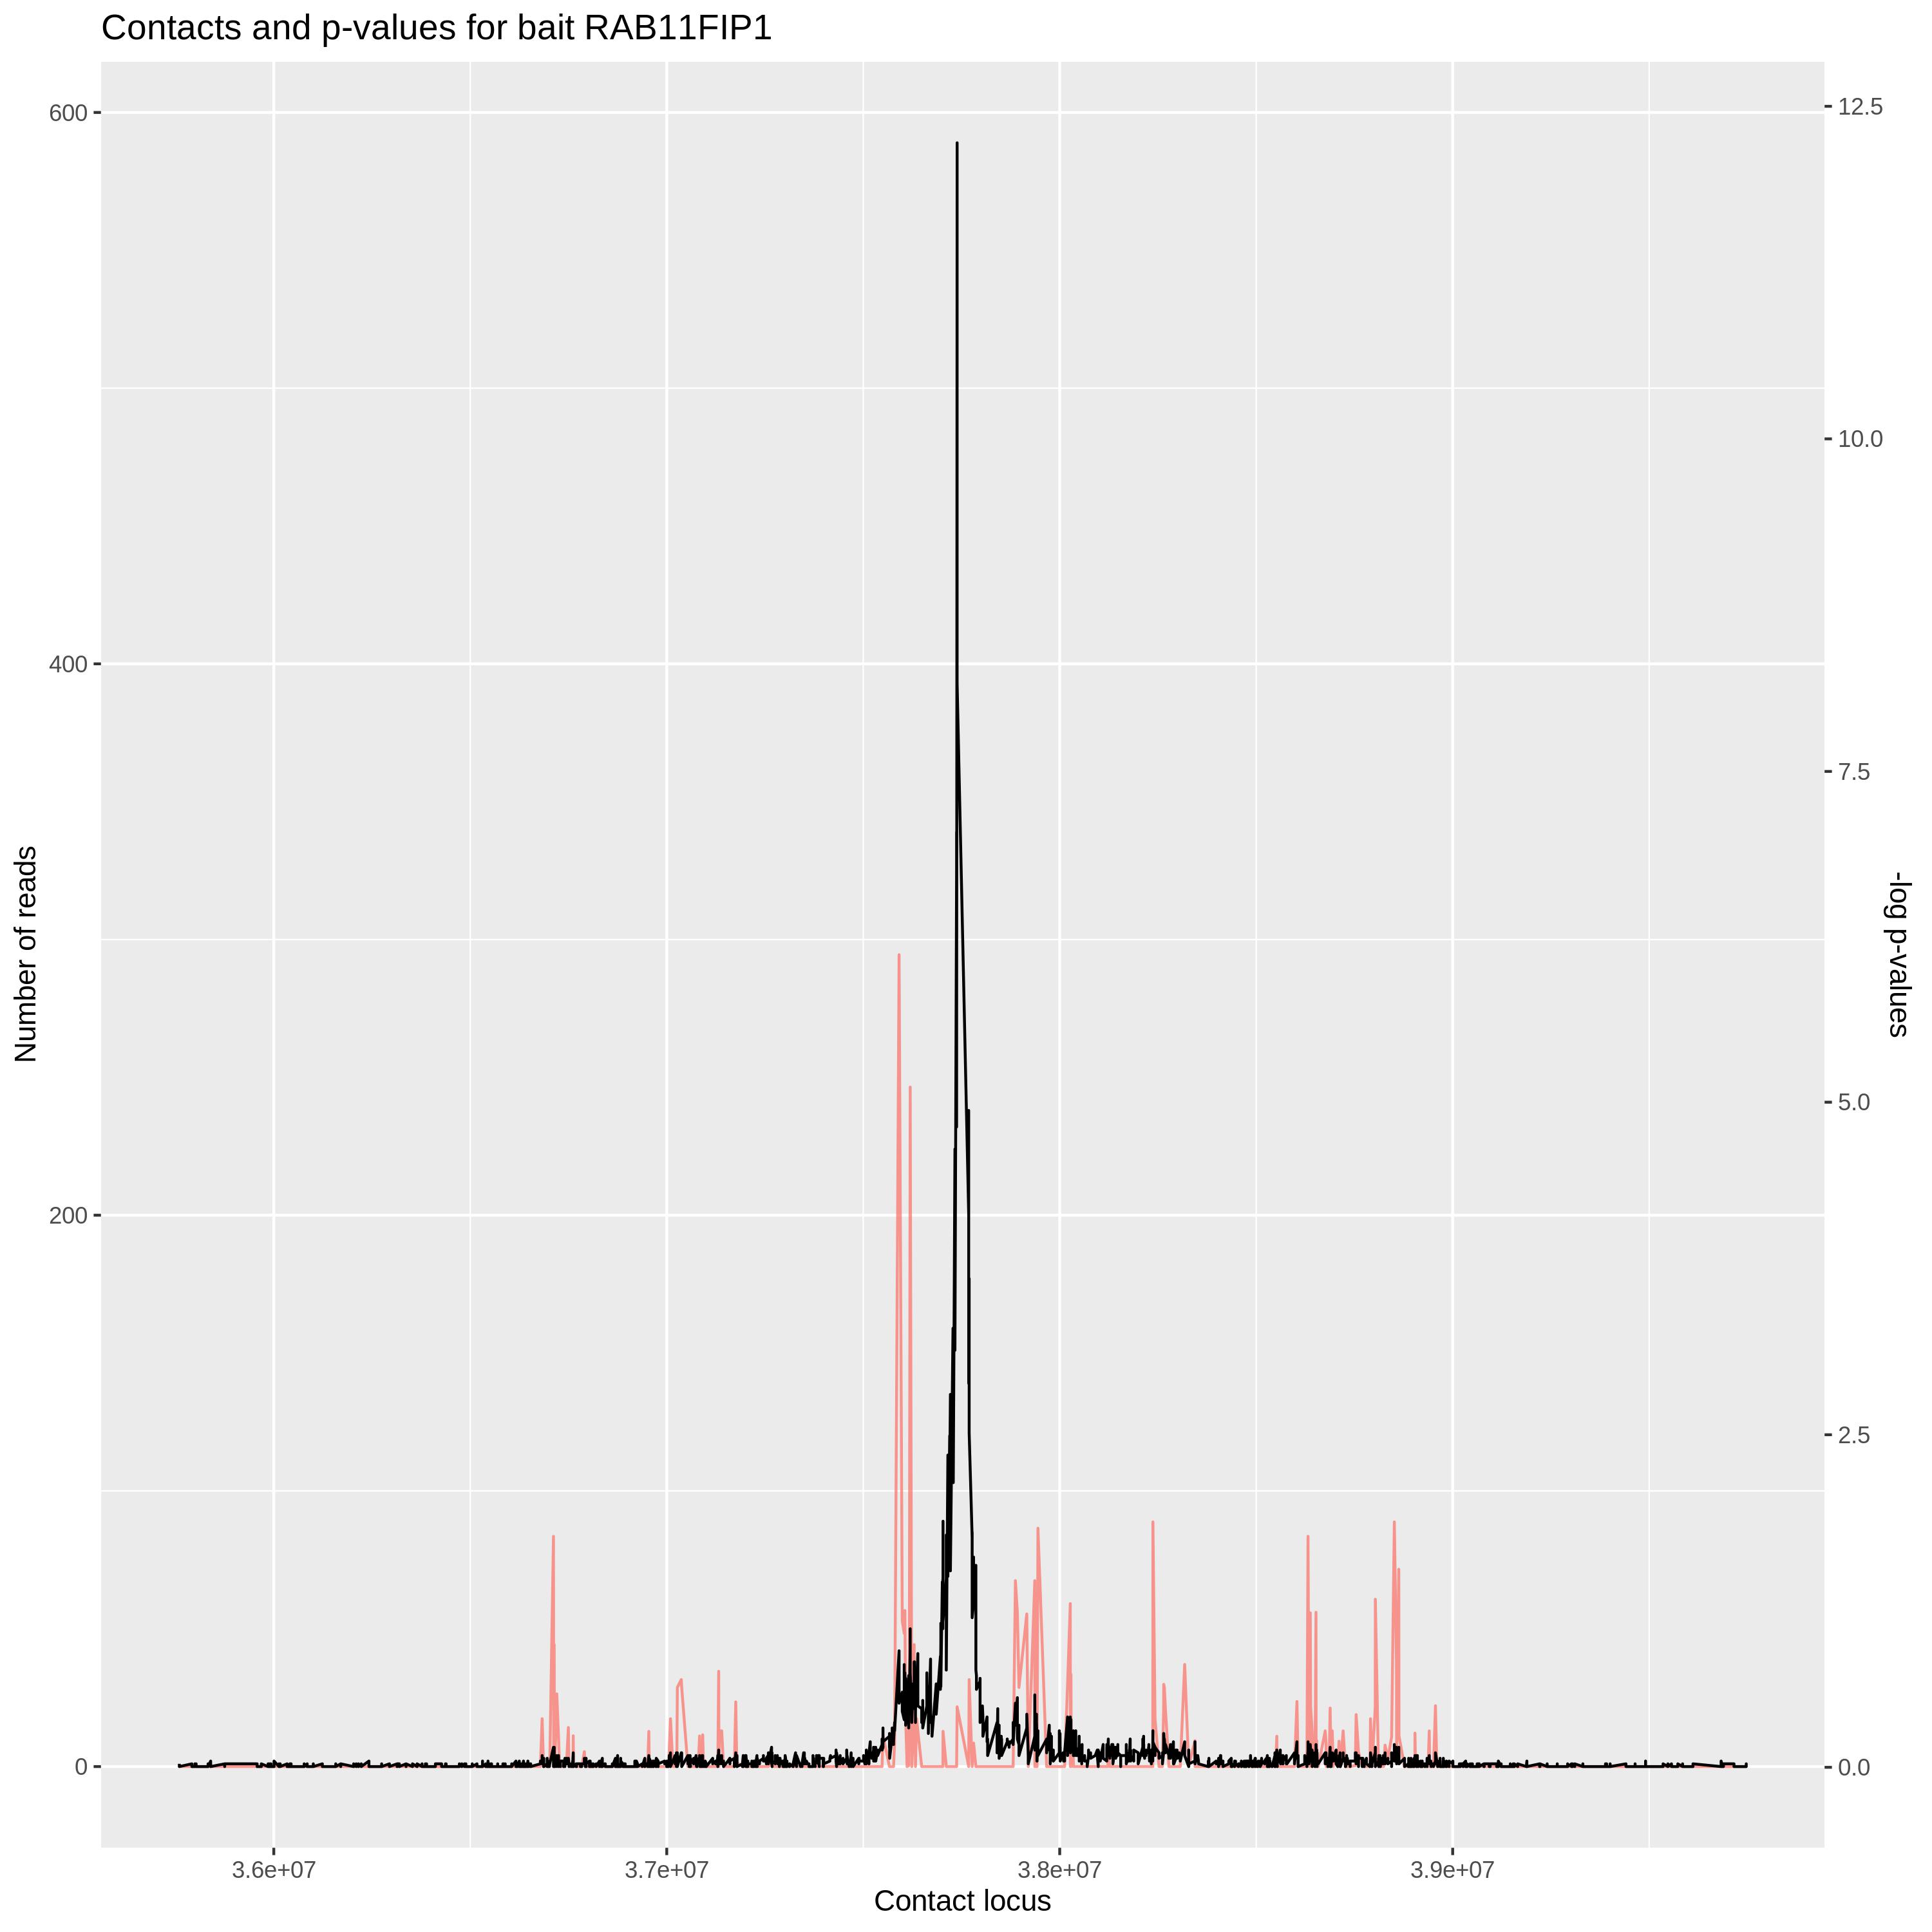 Contacts and p-values for bait RAB11FIP1
600
400
200
0
Number of reads
12.5
10.0
7.5
5.0
2.5
0.0
-log p-values
3.6e+07
3.7e+07
3.8e+07
3.9e+07
Contact locus